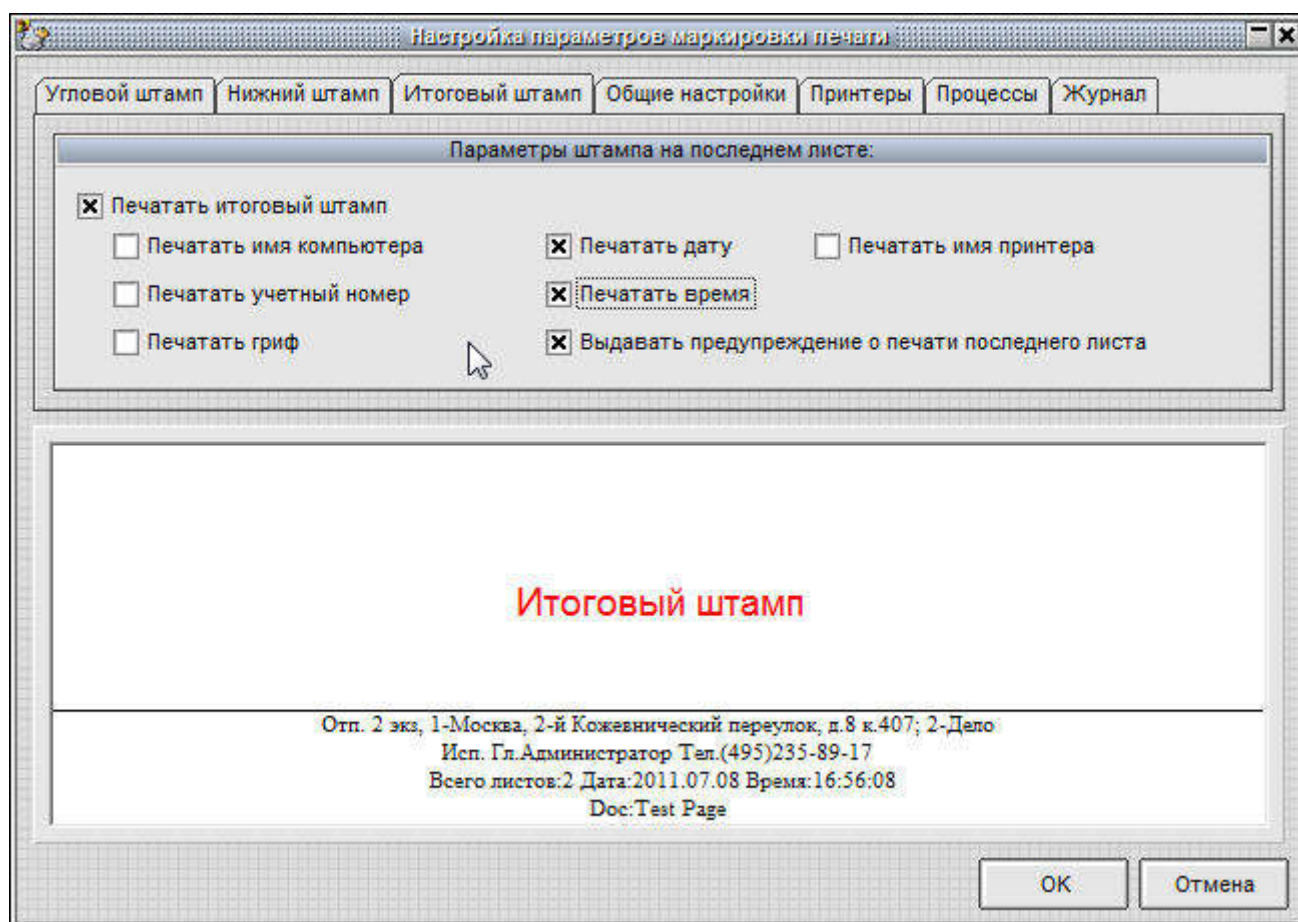 Настройка параметров маркировки печати
Угловой штамп Нижний штамп Итоговый штамп Общие настройки Принтеры Процессы Журнал
Параметры штампа на последнем листе:
Печатать итоговый штамп
Печатать имя компьютера Печатать дату Печатать имя принтера
Печатать учетный номер Печатать время
Печатать гриф Выдавать предупреждение о печати последнего листа
Итоговый штамп
Отп. 2 экз, 1-Москва, 2-й Кожевнический переулок, д.8 к.407; 2-Дело
Исп. Гл.Администратор Тел.(495)235-89-17
Всего листов:2 Дата:2011.07.08 Время:16:56:08
Doc:Test Page
OK Отмена